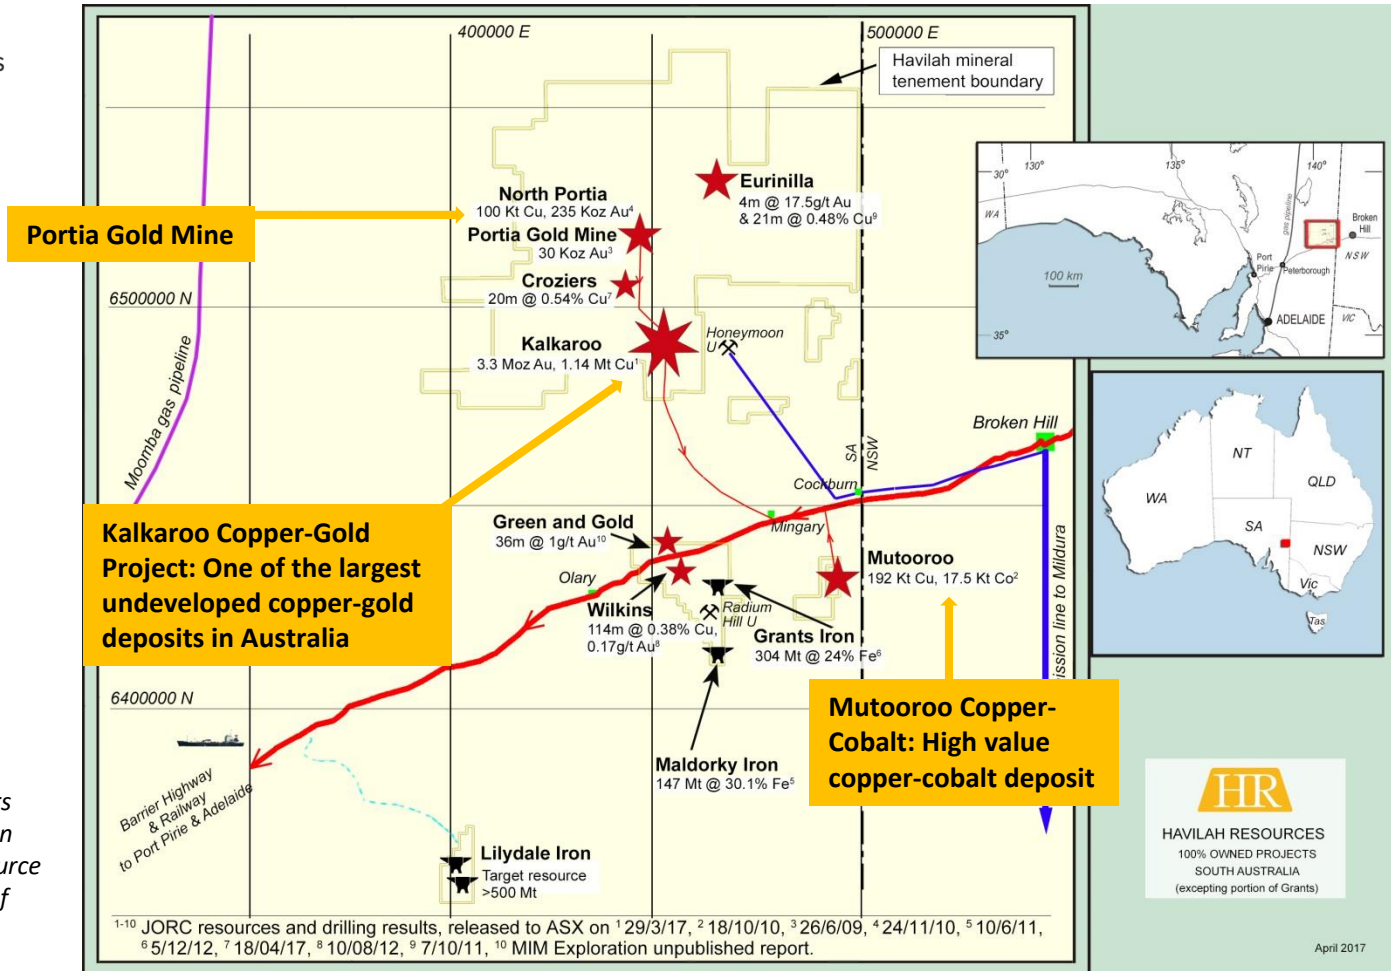 s
400000 E
500000 E
Havilah mineral
tenement boundary
North Portia
100 Kt Cu, 235 Koz Au⁴
Portia Gold Mine
30 Koz Au³
Croziers
20m @ 0.54% Cu⁷
Eurinilla
4m @ 17.5g/t Au
& 21m @ 0.48% Cu⁹
Portia Gold Mine
6500000 N
Kalkaroo
3.3 Moz Au, 1.14 Mt Cu¹
Honeymoon
U
Moomba gas pipeline
Broken Hill
SA
NSW
Cockburn
Mingary
Kalkaroo Copper-Gold
Project: One of the largest
undeveloped copper-gold
deposits in Australia
Green and Gold
36m @ 1g/t Au¹⁰
Olary
Wilkins
114m @ 0.38% Cu,
0.17g/t Au⁸
Radium
Hill U
Grants Iron
304 Mt @ 24% Fe⁶
Mutooroo
192 Kt Cu, 17.5 Kt Co²
ission line to Mildura
6400000 N
Mutooroo Copper-
Cobalt: High value
copper-cobalt deposit
Maldorky Iron
147 Mt @ 30.1% Fe⁵
Barrier Highway
& Railway
to Port Pirie & Adelaide
Lilydale Iron
Target resource
>500 Mt
rs
n
urce
f
¹⁻¹⁰ JORC resources and drilling results, released to ASX on ¹ 29/3/17, ² 18/10/10, ³ 26/6/09, ⁴ 24/11/10, ⁵ 10/6/11,
⁶ 5/12/12, ⁷ 18/04/17, ⁸ 10/08/12, ⁹ 7/10/11, ¹⁰ MIM Exploration unpublished report.
130°
135°
140°
30°
WA
gas pipeline
Broken
Hill
NSW
100 km
Port
Pirie
Peterborough
ADELAIDE
VIC
35°
NT
QLD
WA
SA
NSW
Vic
Tas
HR
HAVILAH RESOURCES
100% OWNED PROJECTS
SOUTH AUSTRALIA
(excepting portion of Grants)
April 2017